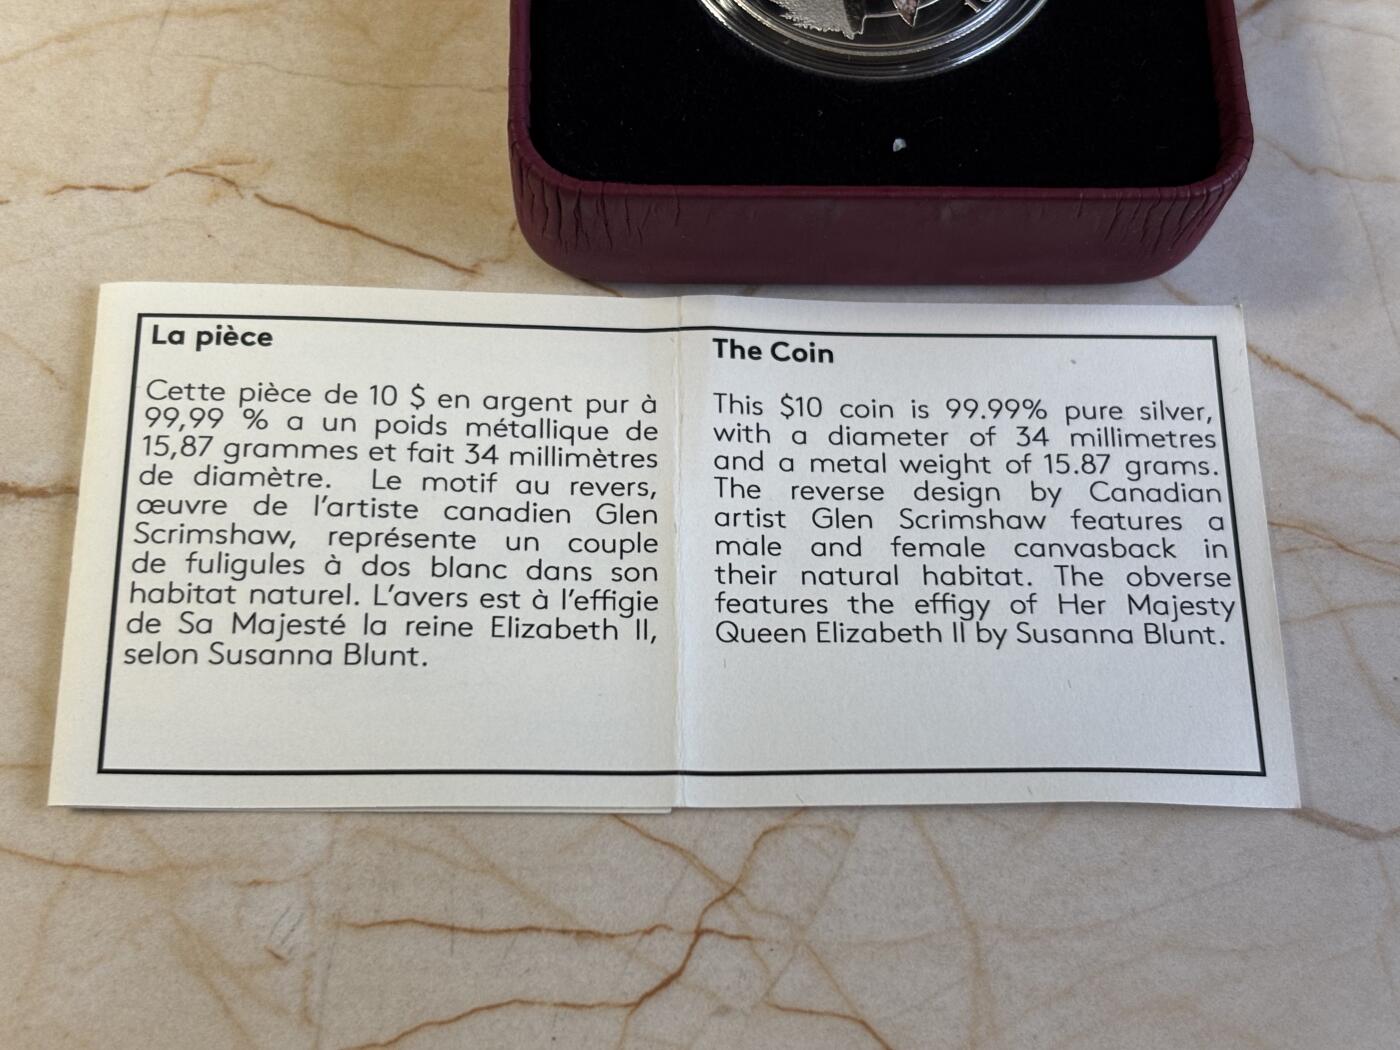 La pièce
Cette pièce de 10 $ en argent pur à
99,99 % a un poids métallique de
15,87 grammes et fait 34 millimètres
de diamètre. Le motif au revers,
œuvre de l'artiste canadien Glen
Scrimshaw, représente un couple
de fuligules à dos blanc dans son
habitat naturel. L'avers est à l'effigie
de Sa Majesté la reine Elizabeth II,
selon Susanna Blunt.
The Coin
This $10 coin is 99.99% pure silver,
with a diameter of 34 millimetres
and a metal weight of 15.87 grams.
The reverse design by Canadian
artist Glen Scrimshaw features a
male and female canvasback in
their natural habitat. The obverse
features the effigy of Her Majesty
Queen Elizabeth II by Susanna Blunt.